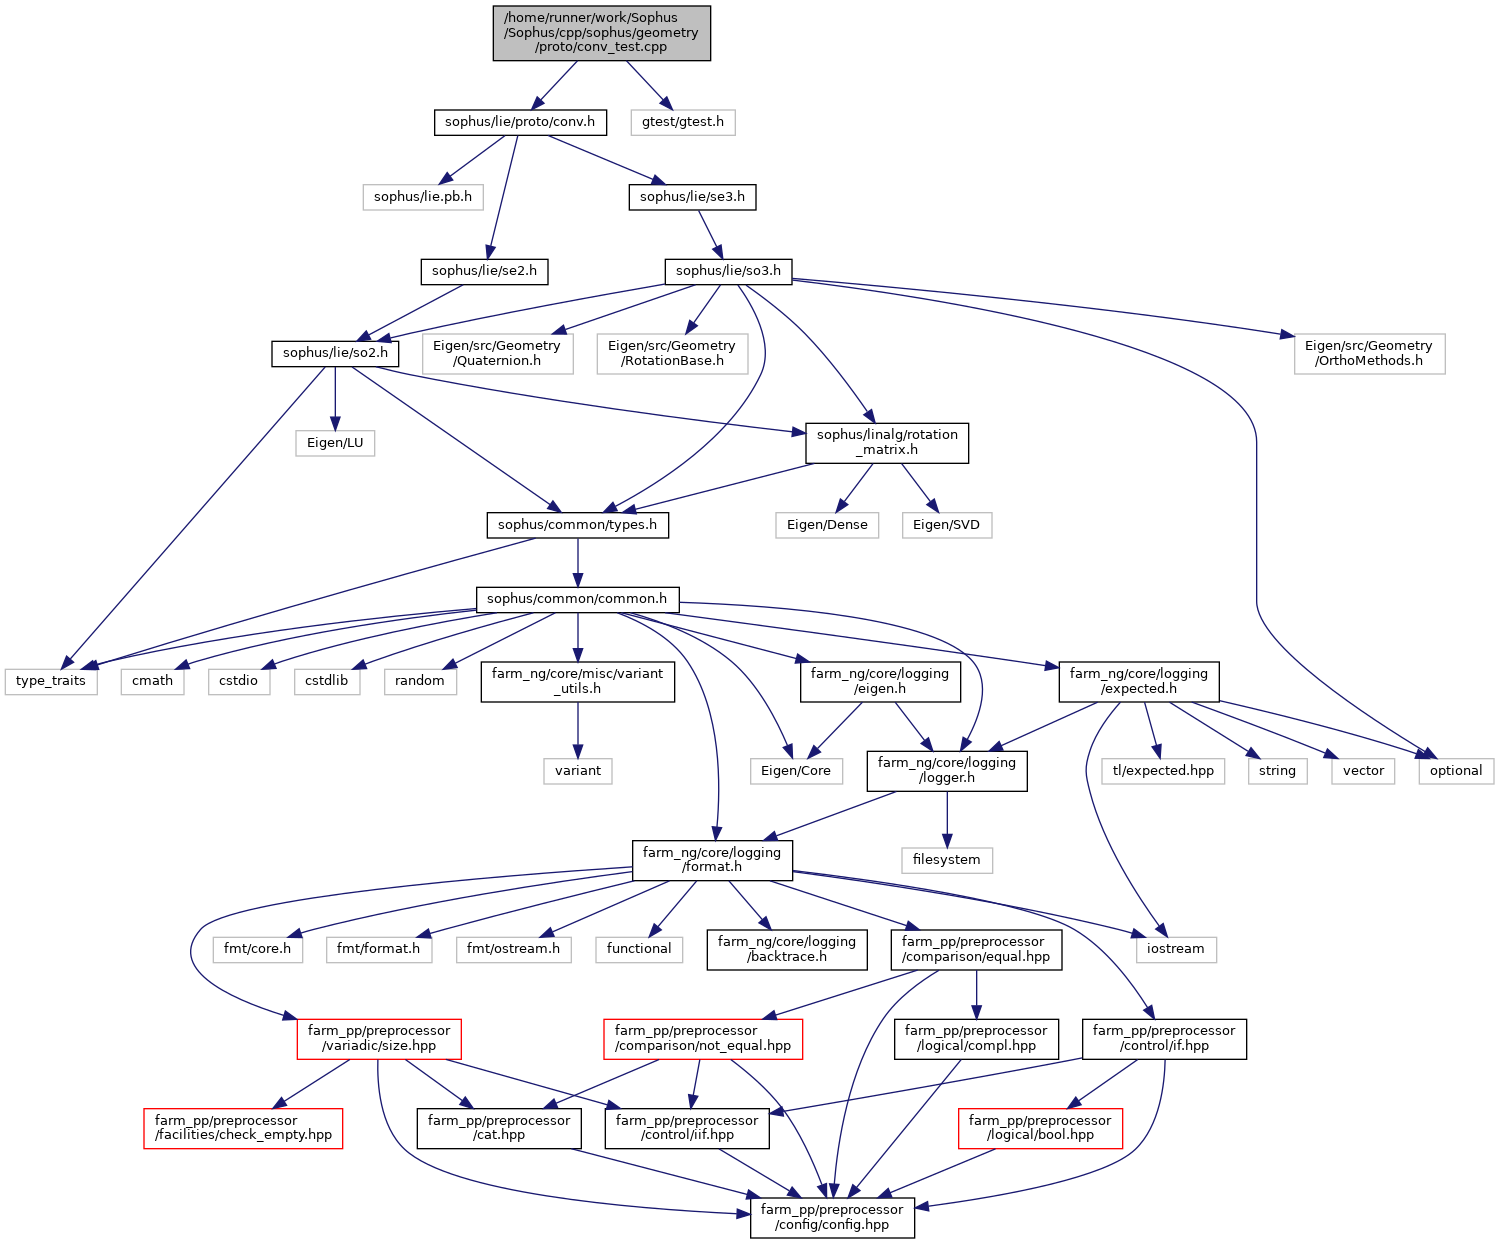 /home/runner/work/Sophus
/Sophus/cpp/sophus/geometry
/proto/conv_test.cpp
sophus/lie/proto/conv.h
gtest/gtest.h
sophus/lie.pb.h
sophus/lie/se3.h
sophus/lie/se2.h
sophus/lie/so3.h
sophus/lie/so2.h
Eigen/src/Geometry
/Quaternion.h
Eigen/src/Geometry
/RotationBase.h
Eigen/src/Geometry
/OrthoMethods.h
Eigen/LU
sophus/linalg/rotation
_matrix.h
sophus/common/types.h
Eigen/Dense
Eigen/SVD
sophus/common/common.h
type_traits
cmath
cstdio
cstdlib
random
farm_ng/core/misc/variant
_utils.h
farm_ng/core/logging
/eigen.h
farm_ng/core/logging
/expected.h
variant
Eigen/Core
farm_ng/core/logging
/logger.h
tl/expected.hpp
string
vector
optional
farm_ng/core/logging
/format.h
filesystem
fmt/core.h
fmt/format.h
fmt/ostream.h
functional
farm_ng/core/logging
/backtrace.h
farm_pp/preprocessor
/comparison/equal.hpp
iostream
farm_pp/preprocessor
/variadic/size.hpp
farm_pp/preprocessor
/comparison/not_equal.hpp
farm_pp/preprocessor
/logical/compl.hpp
farm_pp/preprocessor
/control/if.hpp
farm_pp/preprocessor
/facilities/check_empty.hpp
farm_pp/preprocessor
/cat.hpp
farm_pp/preprocessor
/control/iif.hpp
farm_pp/preprocessor
/logical/bool.hpp
farm_pp/preprocessor
/config/config.hpp